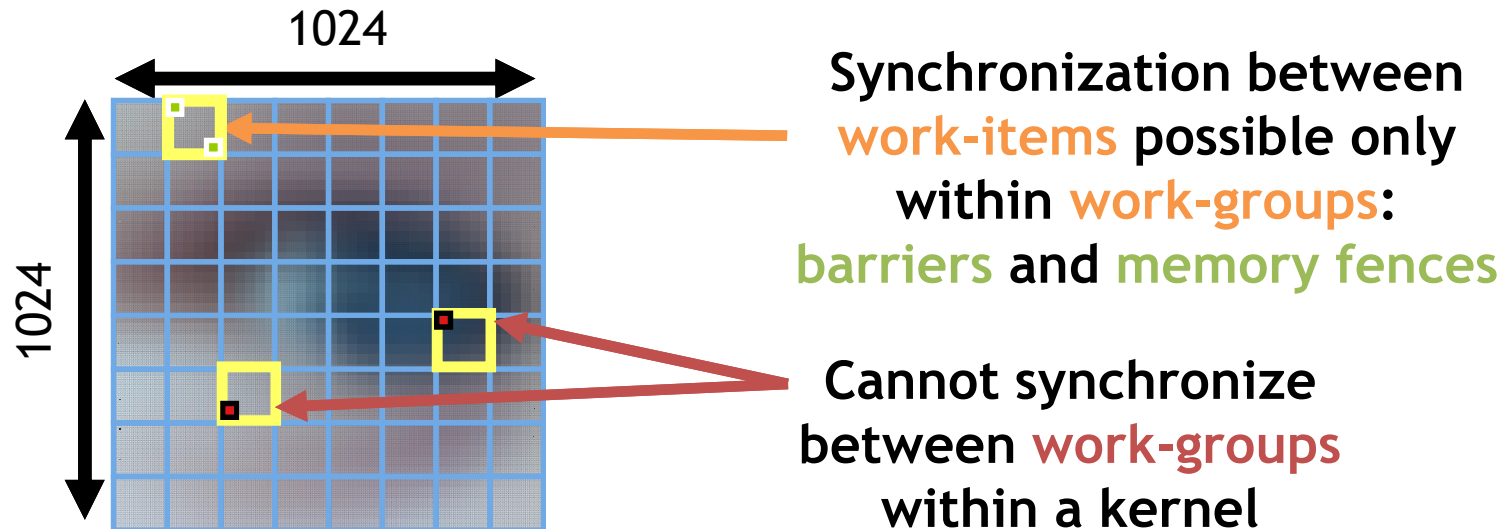 1024
1024
Synchronization between
work-items possible only
within work-groups:
barriers and memory fences
Cannot synchronize
between work-groups
within a kernel